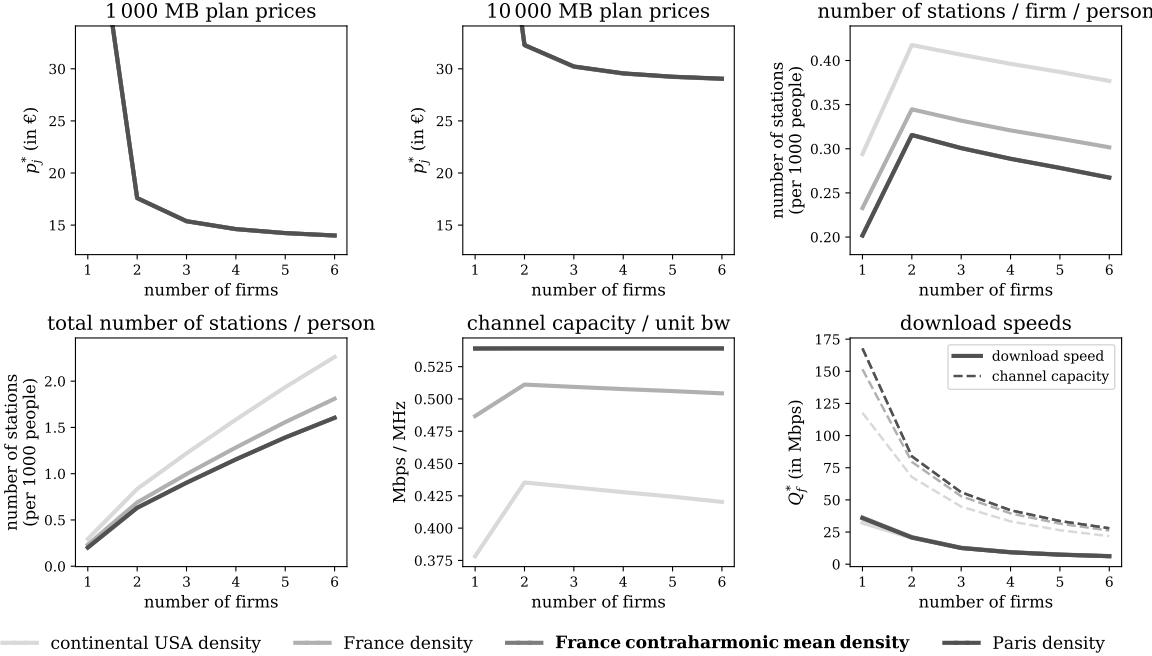 1 000 MB plan prices
p*j (in €)
30
25
20
15
1 2 3 4 5 6
number of firms
10 000 MB plan prices
p*j (in €)
30
25
20
15
1 2 3 4 5 6
number of firms
number of stations / firm / person
number of stations
(per 1000 people)
0.40
0.35
0.30
0.25
0.20
1 2 3 4 5 6
number of firms
total number of stations / person
number of stations
(per 1000 people)
2.0
1.5
1.0
0.5
0.0
1 2 3 4 5 6
number of firms
channel capacity / unit bw
Mbps / MHz
0.525
0.500
0.475
0.450
0.425
0.400
0.375
1 2 3 4 5 6
number of firms
download speeds
Q*f (in Mbps)
175
150
125
100
75
50
25
0
download speed
channel capacity
1 2 3 4 5 6
number of firms
continental USA density France density France contraharmonic mean density Paris density